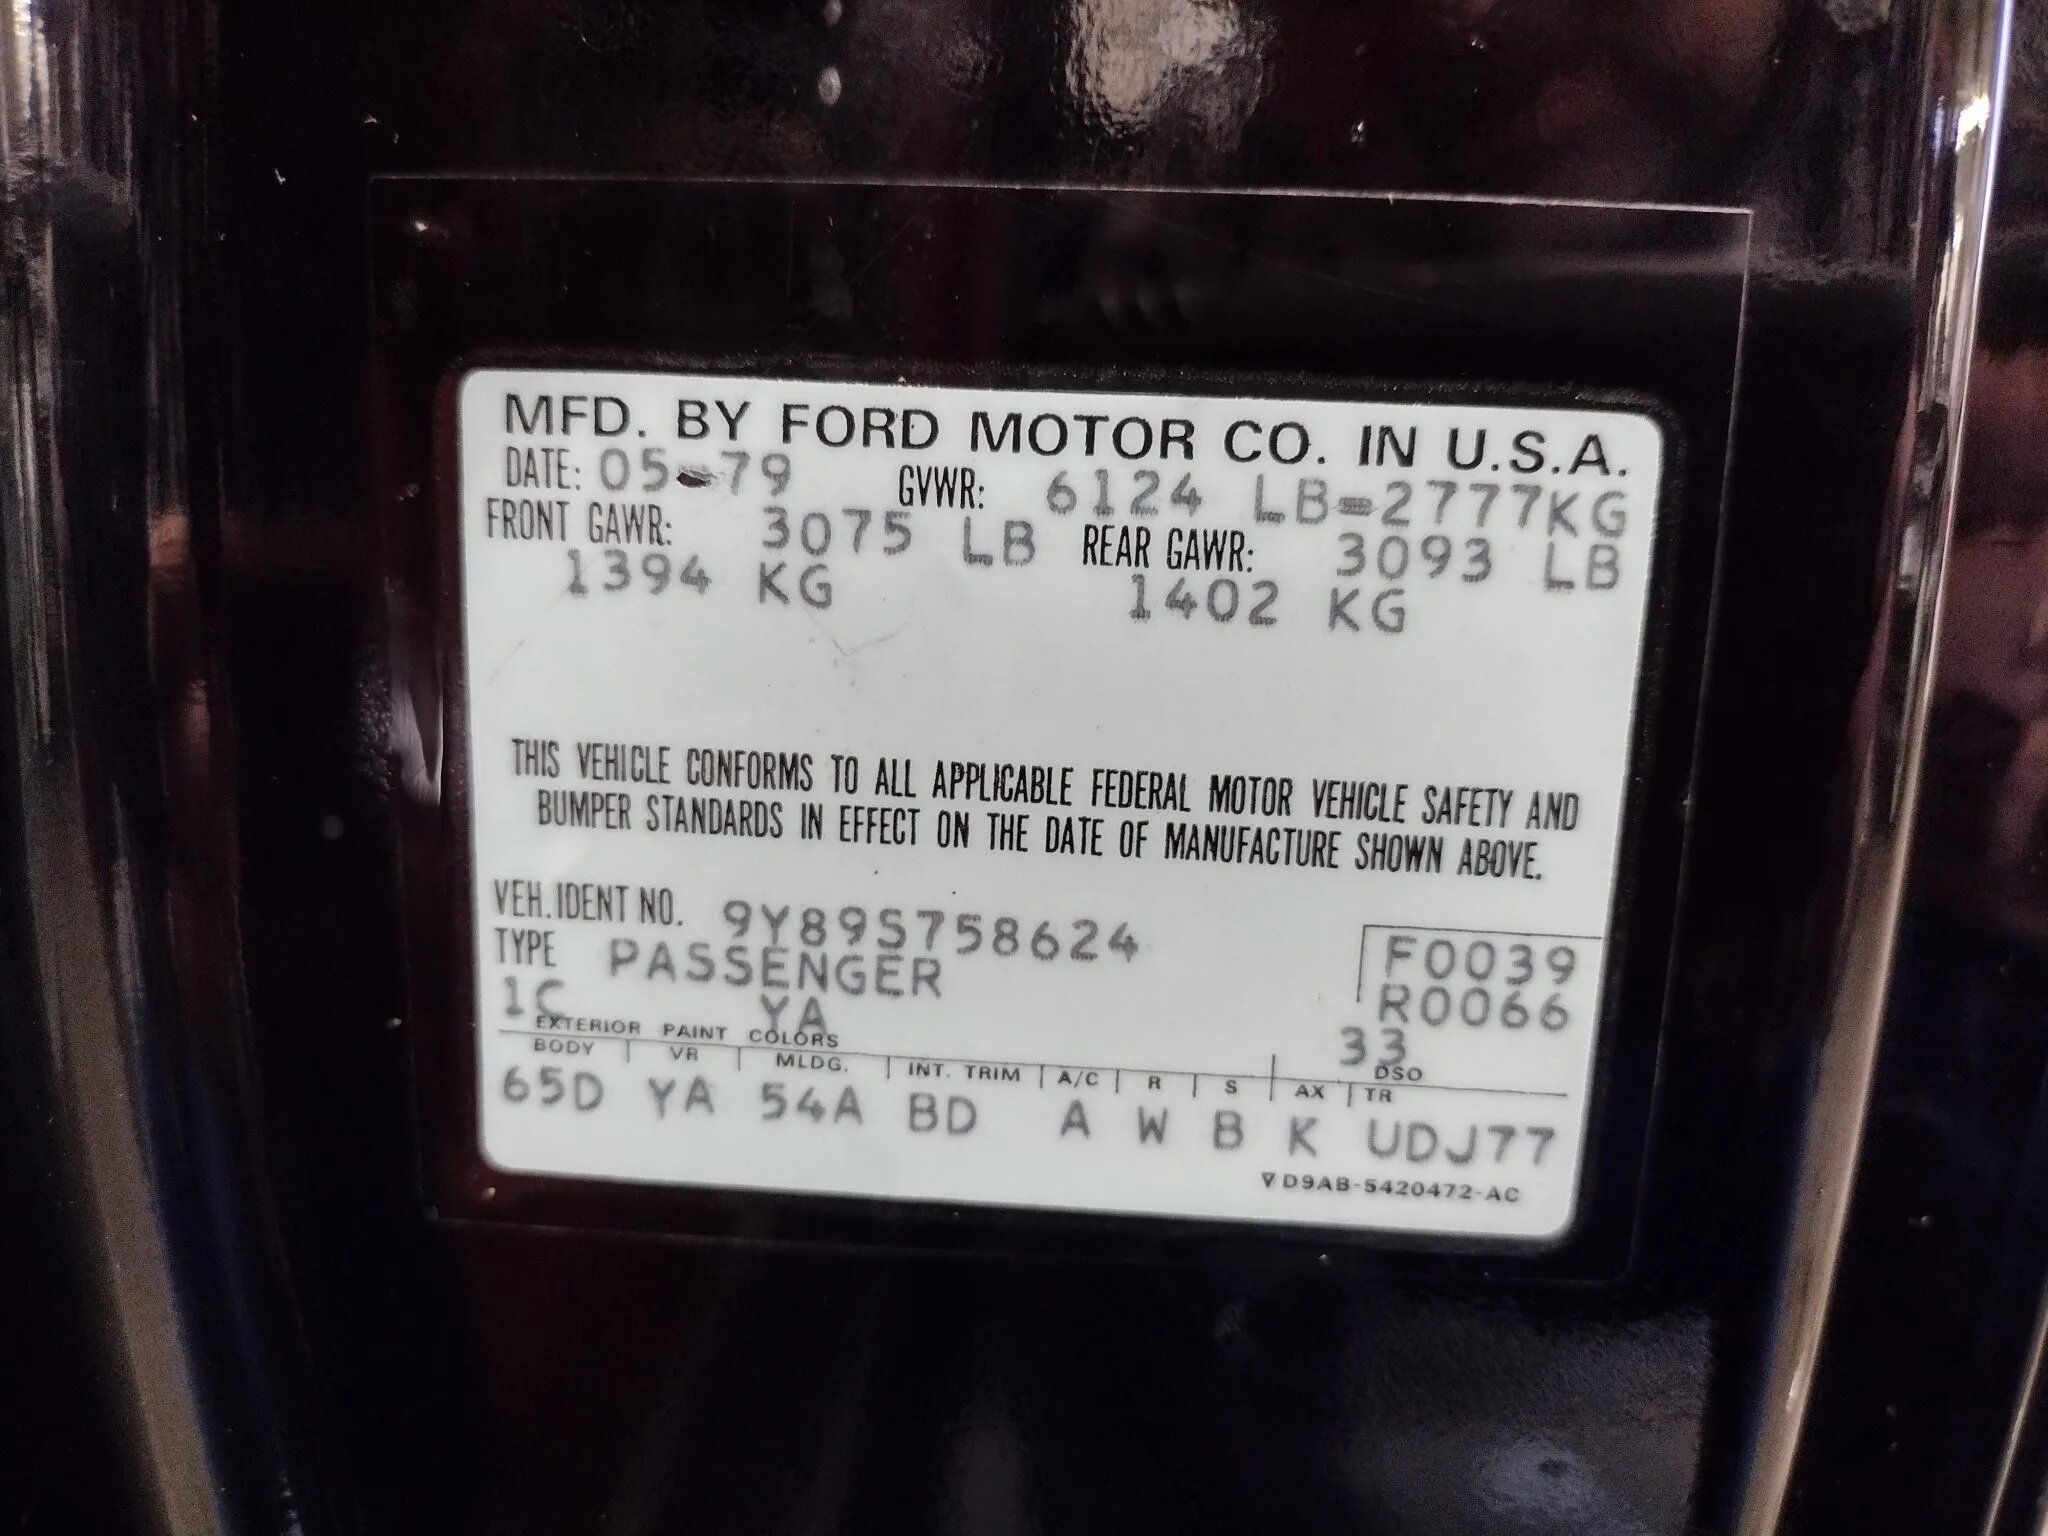 MFD. BY FORD MOTOR CO. IN U.S.A.
DATE: 05-79 GVWR: 6124 LB=2777KG
FRONT GAWR: 3075 LB REAR GAWR: 3093 LB
1394 KG 1402 KG
THIS VEHICLE CONFORMS TO ALL APPLICABLE FEDERAL MOTOR VEHICLE SAFETY AND
BUMPER STANDARDS IN EFFECT ON THE DATE OF MANUFACTURE SHOWN ABOVE.
VEH. IDENT NO. 9Y89S758624 F0039
TYPE PASSENGER R0066
1C YA 33
EXTERIOR PAINT COLORS DSO
BODY VR MLDG. INT. TRIM A/C R S AX TR
65D YA 54A BD A W B K UDJ77
∇ D9AB-5420472-AC